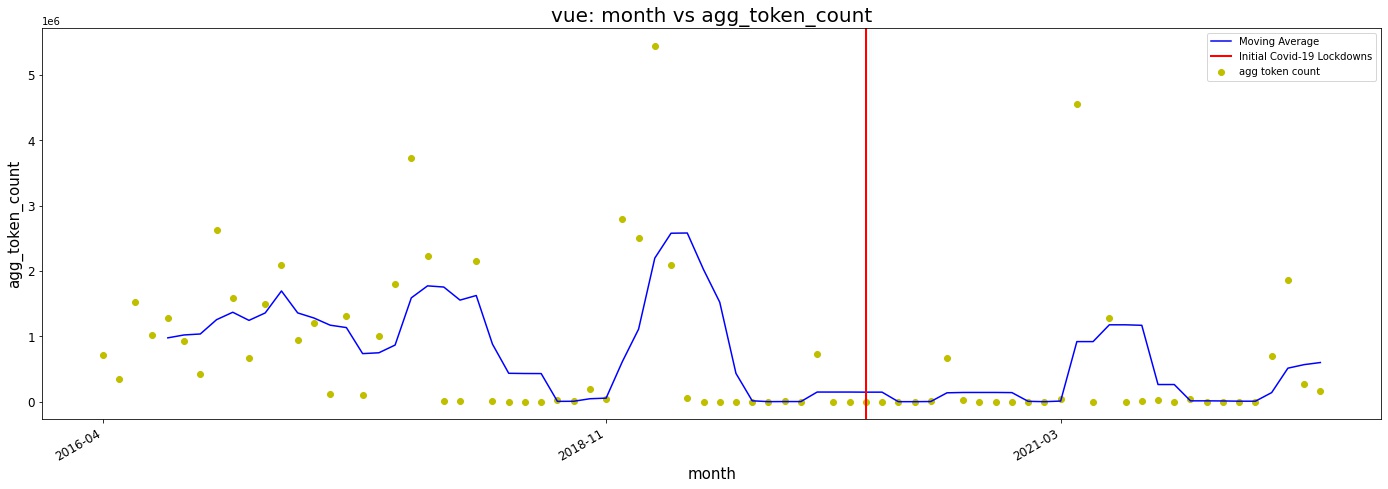 vue: month vs agg_token_count
1e6
Moving Average
Initial Covid-19 Lockdowns
agg token count
5
4
3
2
1
0
agg_token_count
2016-04
2018-11
2021-03
month